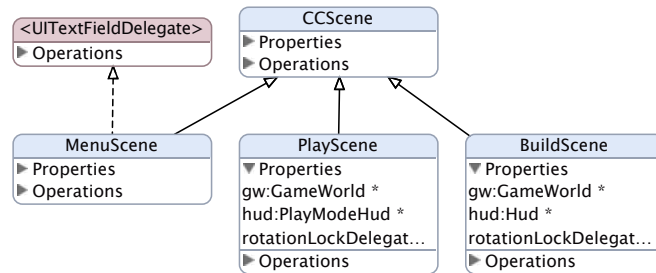 <UITextFieldDelegate>
Operations
CCScene
Properties
Operations
MenuScene
Properties
Operations
PlayScene
Properties
gw:GameWorld *
hud:PlayModeHud *
rotationLockDelegat...
Operations
BuildScene
Properties
gw:GameWorld *
hud:Hud *
rotationLockDelegat...
Operations